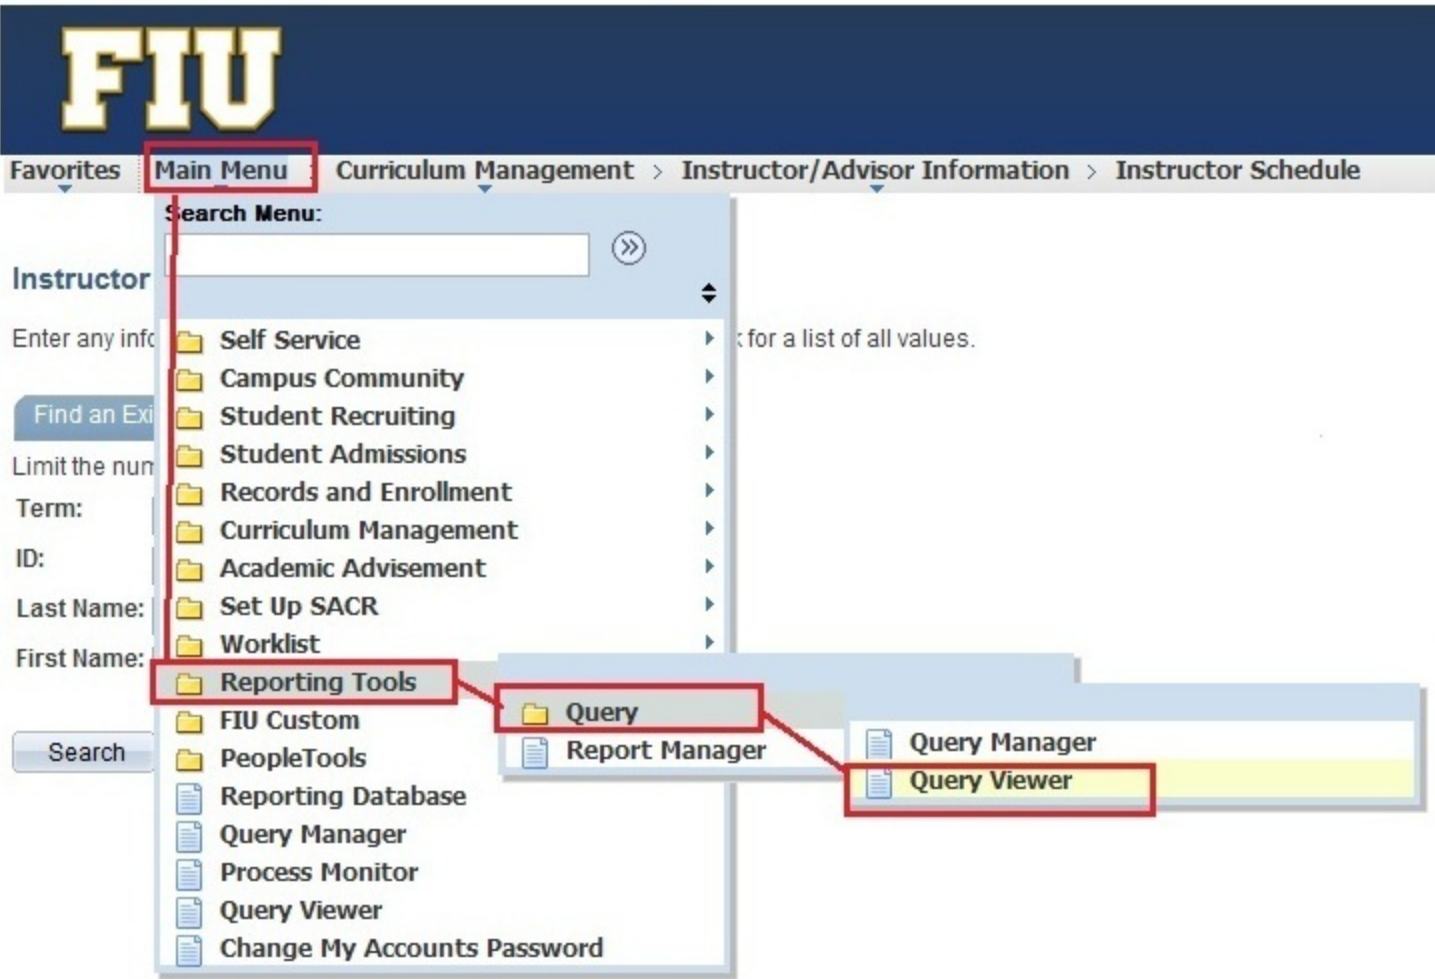 FIU
Favorites Main Menu > Curriculum Management > Instructor/Advisor Information > Instructor Schedule
Search Menu:
Instructor
Enter any info for a list of all values.
Find an Exi
Limit the num
Term:
ID:
Last Name:
First Name:
Search
Self Service
Campus Community
Student Recruiting
Student Admissions
Records and Enrollment
Curriculum Management
Academic Advisement
Set Up SACR
Worklist
Reporting Tools
FIU Custom
PeopleTools
Reporting Database
Query Manager
Process Monitor
Query Viewer
Change My Accounts Password
Query
Report Manager
Query Manager
Query Viewer